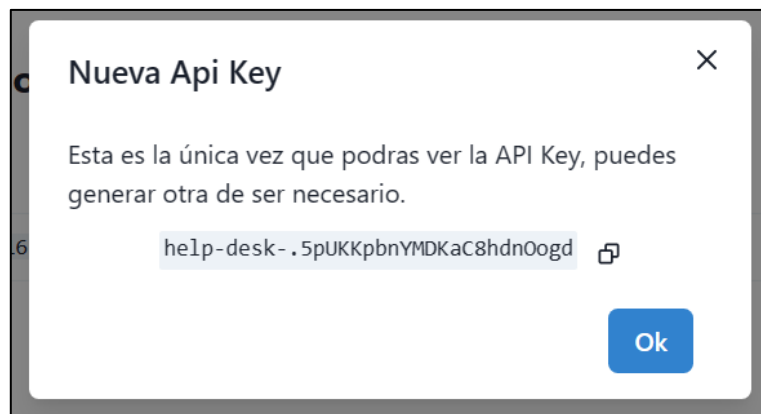 Nueva Api Key
Esta es la única vez que podras ver la API Key, puedes
generar otra de ser necesario.
help-desk-.5pUKKpbnYMDKaC8hdnOogd
Ok